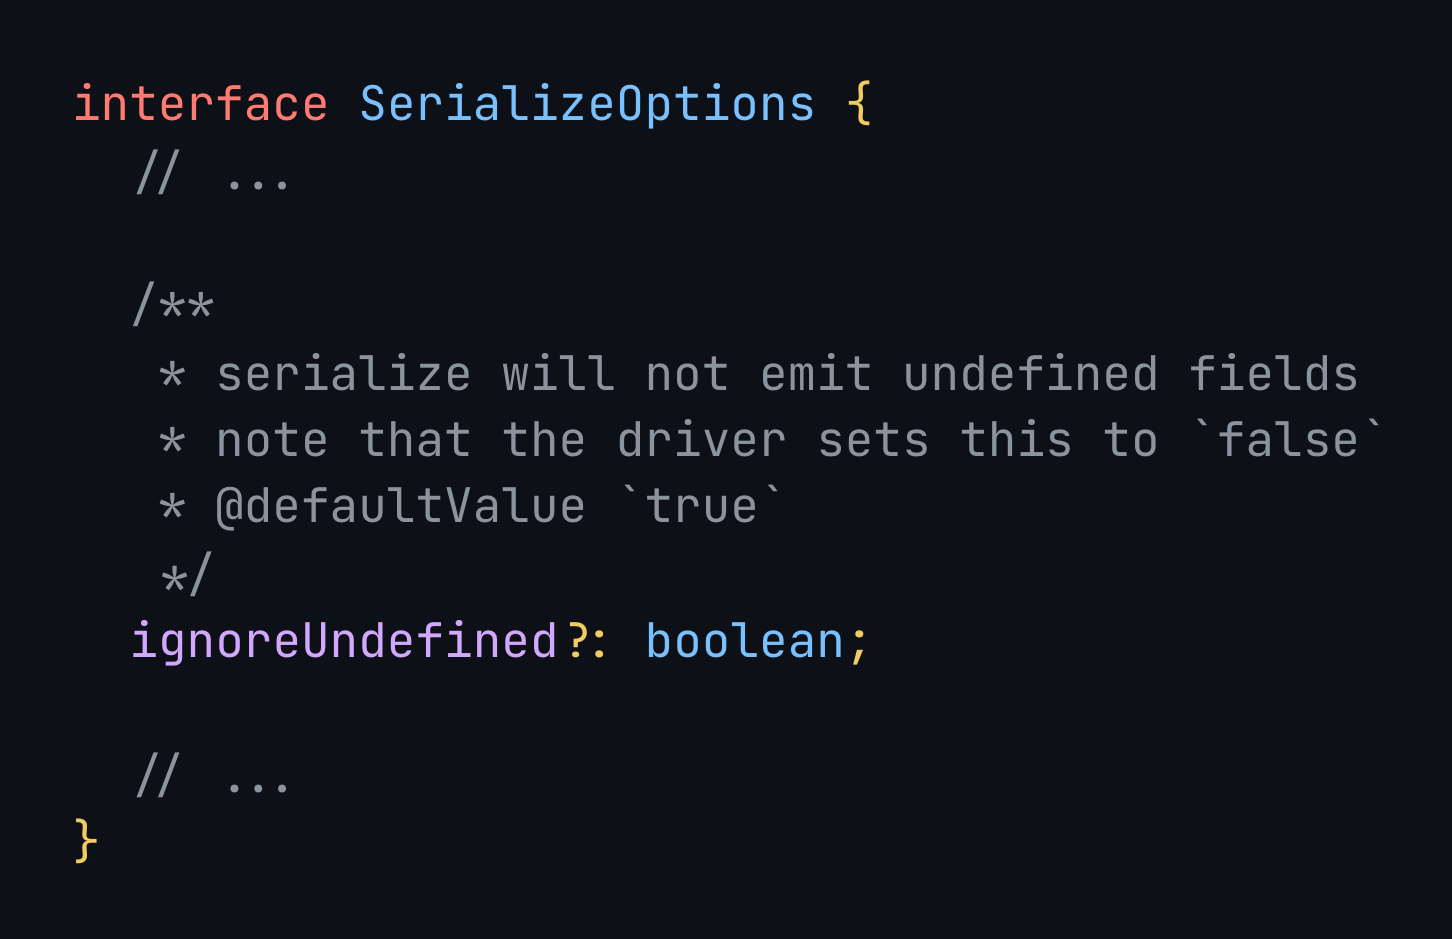 interface SerializeOptions {
  // ...

  /**
   * serialize will not emit undefined fields
   * note that the driver sets this to `false`
   * @defaultValue `true`
   */
  ignoreUndefined?: boolean;

  // ...
}